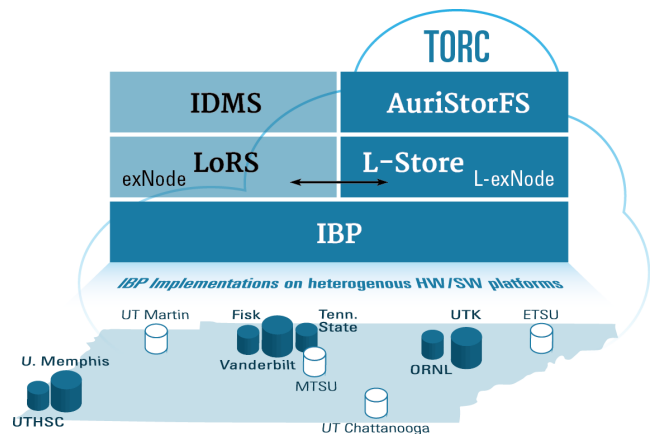 TORC
IDMS
AuriStorFS
LoRS
exNode
L-Store
L-exNode
IBP
IBP Implementations on heterogenous HW/SW platforms
UT Martin
Fisk
Tenn.
State
UTK
ETSU
U. Memphis
Vanderbilt
MTSU
ORNL
UTHSC
UT Chattanooga